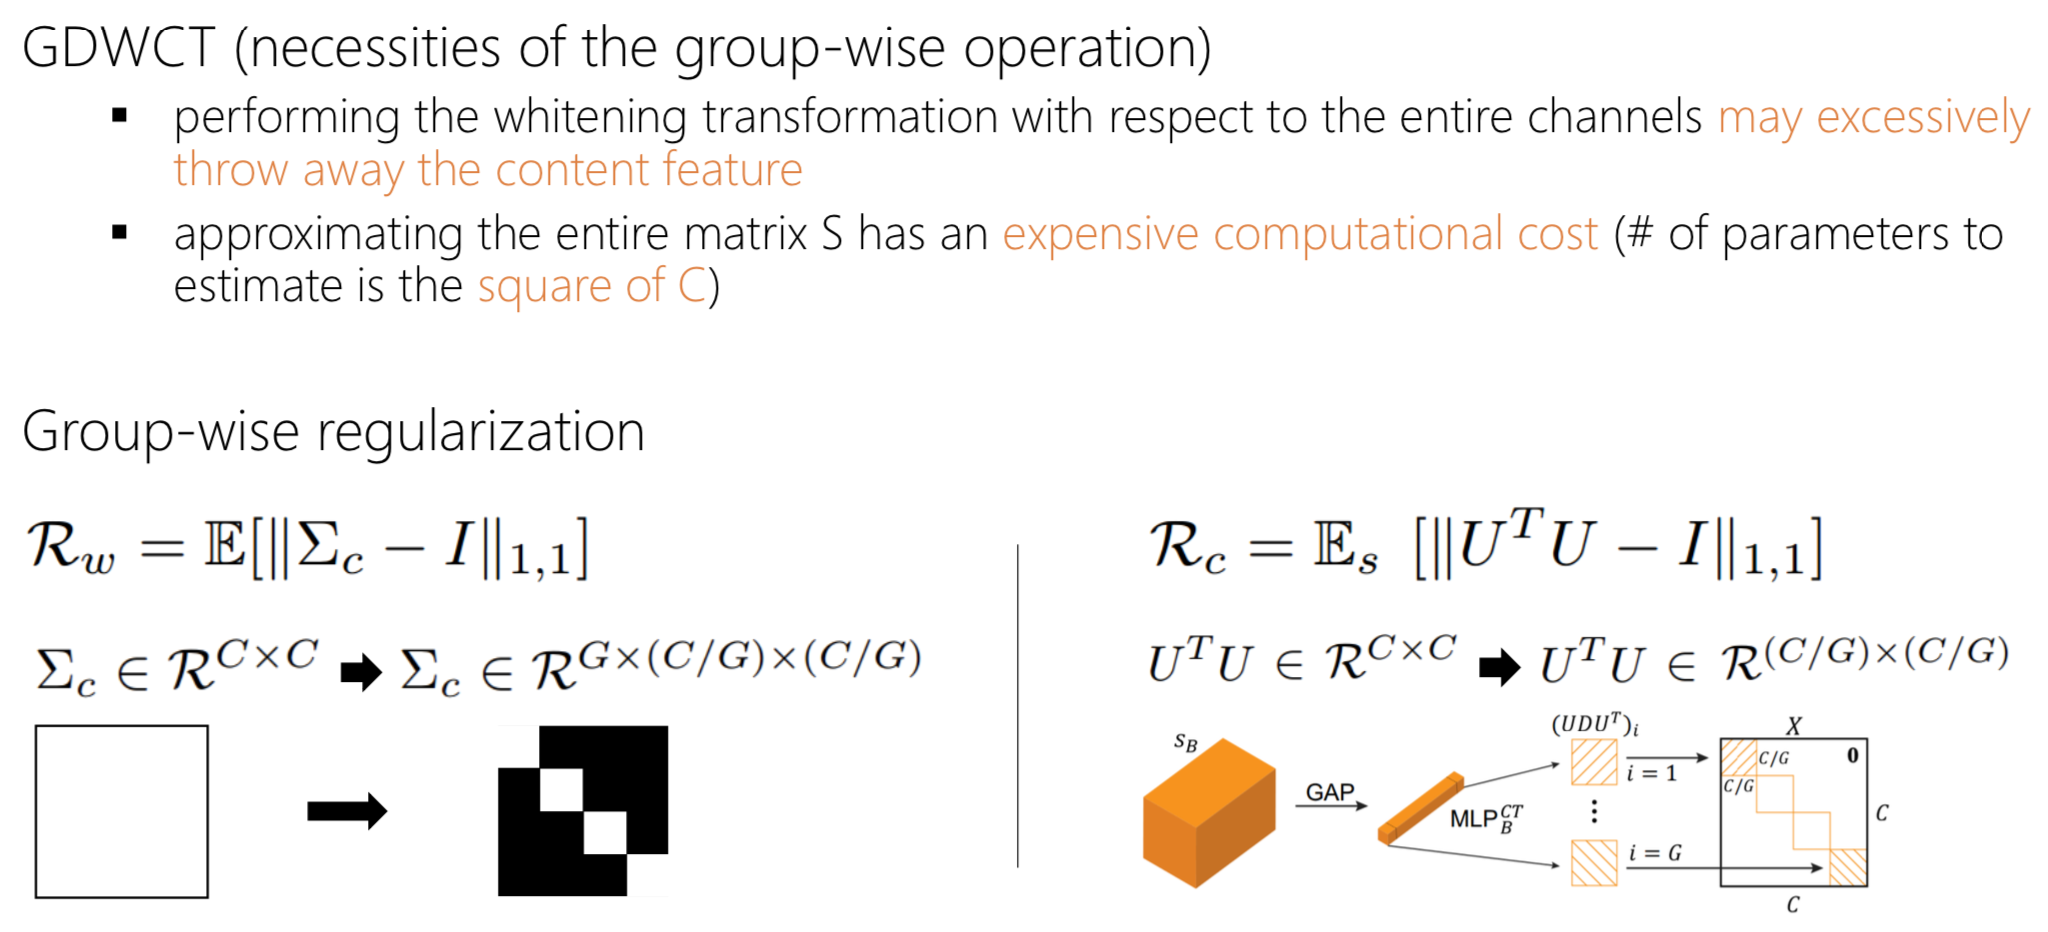 GDWCT (necessities of the group-wise operation)
▪ performing the whitening transformation with respect to the entire channels may excessively
throw away the content feature
▪ approximating the entire matrix S has an expensive computational cost (# of parameters to
estimate is the square of C)
Group-wise regularization
$\mathcal{R}_w = \mathbb{E}[\|\Sigma_c - I\|_{1,1}]$
$\Sigma_c \in \mathcal{R}^{C \times C}$ ➡ $\Sigma_c \in \mathcal{R}^{G \times (C/G) \times (C/G)}$
$\mathcal{R}_c = \mathbb{E}_s \ [\|U^T U - I\|_{1,1}]$
$U^T U \in \mathcal{R}^{C \times C}$ ➡ $U^T U \in \mathcal{R}^{(C/G) \times (C/G)}$
$s_B$
GAP
$\text{MLP}_B^{CT}$
$(UDU^T)_i$
$i = 1$
⋮
$i = G$
$X$
$C/G$
$\mathbf{0}$
$C/G$
$C$
$C$